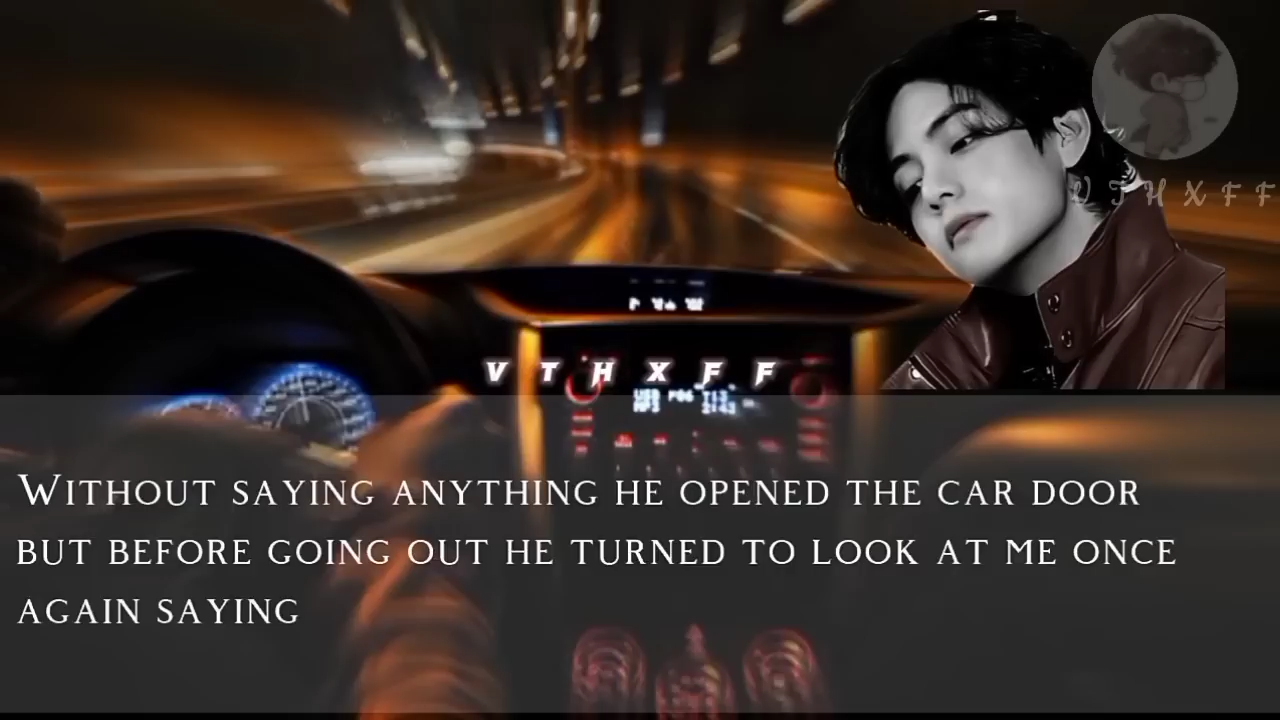 V T H X F F
V T H X F F
WITHOUT SAYING ANYTHING HE OPENED THE CAR DOOR
BUT BEFORE GOING OUT HE TURNED TO LOOK AT ME ONCE
AGAIN SAYING